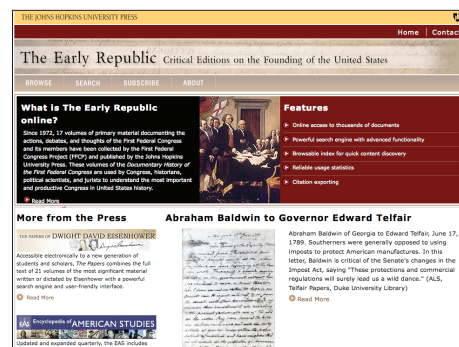 THE JOHNS HOPKINS UNIVERSITY PRESS
Home Contac
The Early Republic Critical Editions on the Founding of the United States
BROWSE SEARCH SUBSCRIBE ABOUT
What is The Early Republic
online?
Since 1972, 17 volumes of primary material documenting the
actions, debates, and thoughts of the First Federal Congress
and its members have been collected by the First Federal
Congress Project (FFCP) and published by the Johns Hopkins
University Press. These volumes of the Documentary History of
the First Federal Congress are used by Congress, historians,
political scientists, and jurists to understand the most important
and productive Congress in United States history.
Read More
Features
Online access to thousands of documents
Powerful search engine with advanced functionality
Browsable index for quick content discovery
Reliable usage statistics
Citation exporting
More from the Press
THE PAPERS OF DWIGHT DAVID EISENHOWER
Accessible electronically to a new generation of
students and scholars, The Papers combines the full
text of 21 volumes of the most significant material
written or dictated by Eisenhower with a powerful
search engine and user-friendly interface.
Read More
EAS Encyclopedia of AMERICAN STUDIES
Updated and expanded quarterly, the EAS includes
Abraham Baldwin to Governor Edward Telfair
Abraham Baldwin of Georgia to Edward Telfair, June 17,
1789. Southerners were generally opposed to using
imposts to protect American manufactures. In this
letter, Baldwin is critical of the Senate's changes in the
Impost Act, saying "These protections and commercial
regulations will surely lead us a wild dance." (ALS,
Telfair Papers, Duke University Library)
Read More